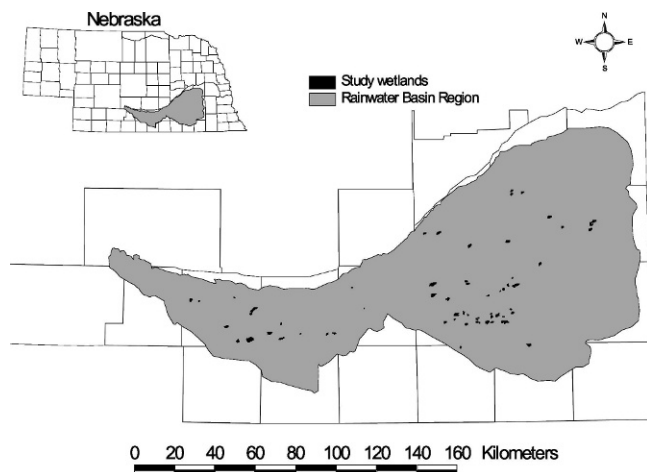 Nebraska
N
W E
S
Study wetlands
Rainwater Basin Region
0 20 40 60 80 100 120 140 160 Kilometers